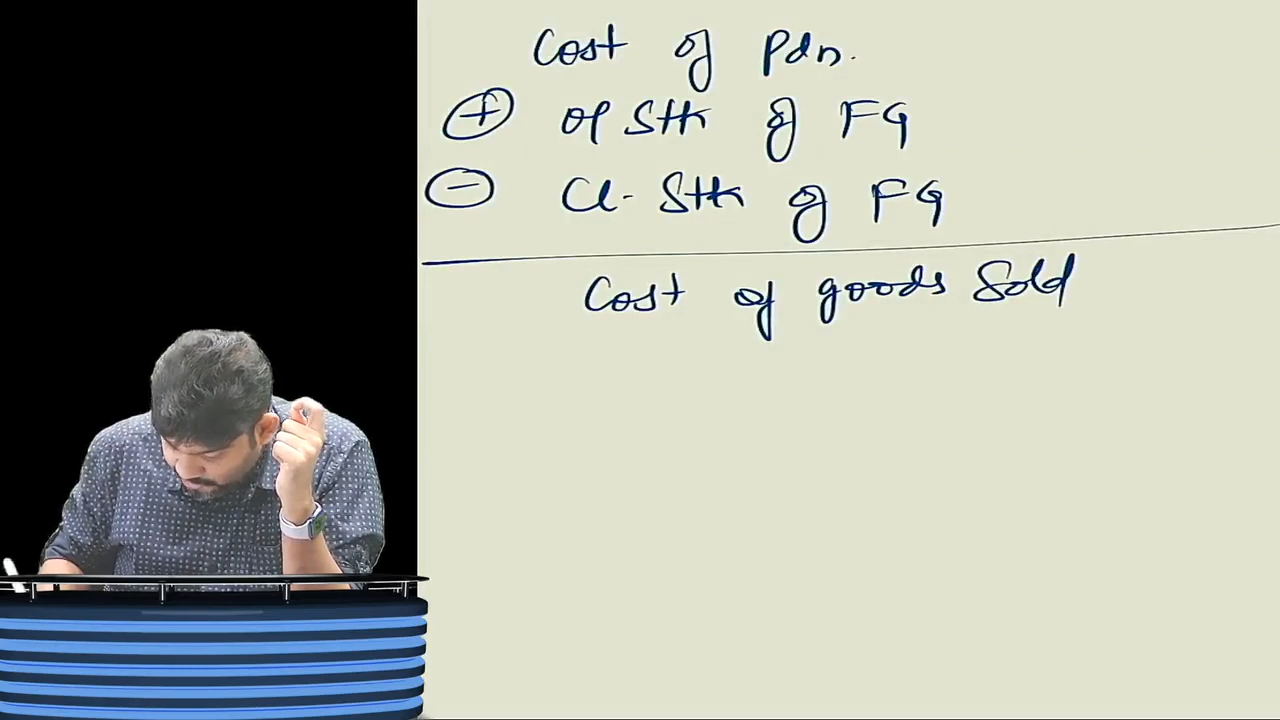 Cost of Pdn.
⊕ Op Stk of FG
⊖ Cl. Stk of FG
Cost of goods Sold